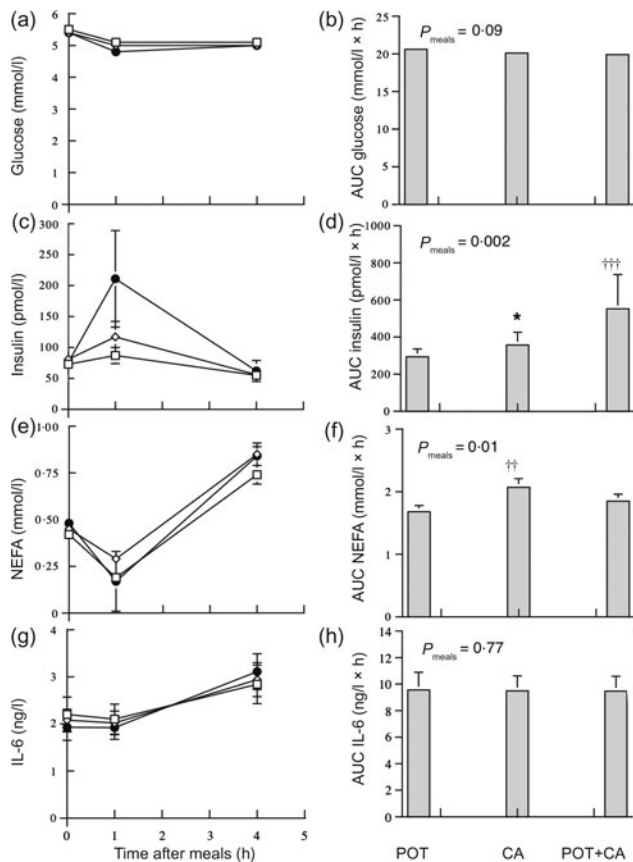 (a)
6
5
4
3
2
1
0
Glucose (mmol/l)
(b)
P meals = 0·09
25
20
15
10
5
0
AUC glucose (mmol/l × h)
(c)
300
250
200
150
100
50
0
Insulin (pmol/l)
(d)
P meals = 0·002
1000
800
600
400
200
0
AUC insulin (pmol/l × h)
*
†††
(e)
1·00
0·75
0·50
0·25
0
NEFA (mmol/l)
(f)
P meals = 0·01
3
2
1
0
AUC NEFA (mmol/l × h)
††
(g)
4
3
2
1
0
IL-6 (ng/l)
0 1 2 3 4 5
Time after meals (h)
(h)
P meals = 0·77
14
12
10
8
6
4
2
0
AUC IL-6 (ng/l × h)
POT CA POT+CA